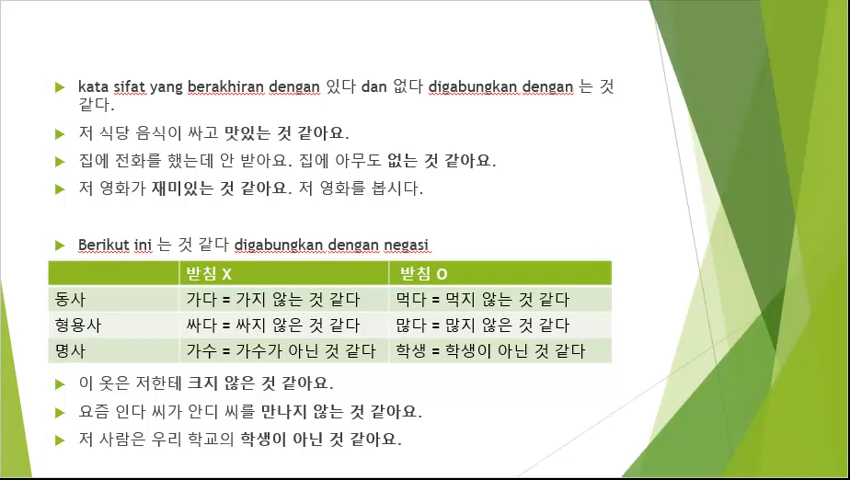 kata sifat yang berakhiran dengan 있다 dan 없다 digabungkan dengan 는 것
같다.
저 식당 음식이 싸고 맛있는 것 같아요.
집에 전화를 했는데 안 받아요. 집에 아무도 없는 것 같아요.
저 영화가 재미있는 것 같아요. 저 영화를 봅시다.
Berikut ini 는 것 같다 digabungkan dengan negasi
받침 X 받침 O
동사 가다 = 가지 않는 것 같다 먹다 = 먹지 않는 것 같다
형용사 싸다 = 싸지 않은 것 같다 많다 = 많지 않은 것 같다
명사 가수 = 가수가 아닌 것 같다 학생 = 학생이 아닌 것 같다
이 옷은 저한테 크지 않은 것 같아요.
요즘 인다 씨가 안디 씨를 만나지 않는 것 같아요.
저 사람은 우리 학교의 학생이 아닌 것 같아요.